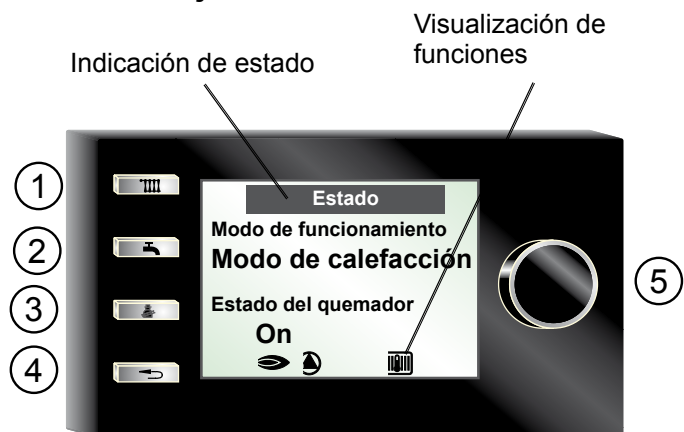 Visualización de
funciones
Indicación de estado
1
Estado
Modo de funcionamiento
2
Modo de calefacción
5
3
Estado del quemador
On
4